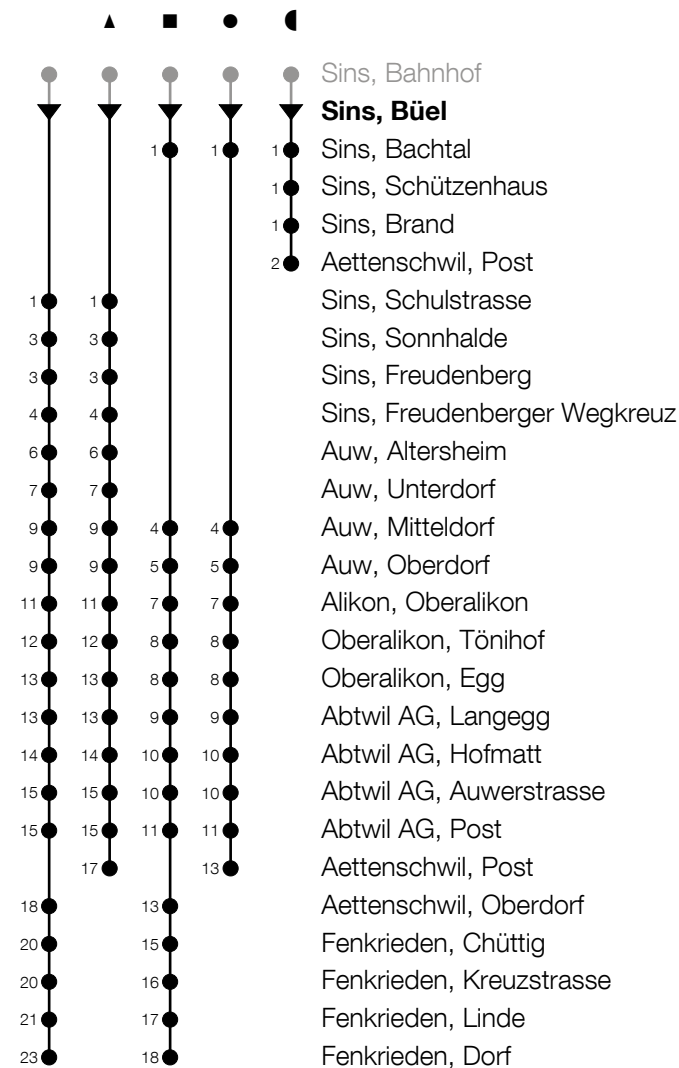 Sins, Bahnhof
Sins, Büel
1 1 1 Sins, Bachtal
1 Sins, Schützenhaus
1 Sins, Brand
2 Aettenschwil, Post
1 1 Sins, Schulstrasse
3 3 Sins, Sonnhalde
3 3 Sins, Freudenberg
4 4 Sins, Freudenberger Wegkreuz
6 6 Auw, Altersheim
7 7 Auw, Unterdorf
9 9 4 4 Auw, Mitteldorf
9 9 5 5 Auw, Oberdorf
11 11 7 7 Alikon, Oberalikon
12 12 8 8 Oberalikon, Tönihof
13 13 8 8 Oberalikon, Egg
13 13 9 9 Abtwil AG, Langegg
14 14 10 10 Abtwil AG, Hofmatt
15 15 10 10 Abtwil AG, Auwerstrasse
15 15 11 11 Abtwil AG, Post
17 13 Aettenschwil, Post
18 13 Aettenschwil, Oberdorf
20 15 Fenkrieden, Chüttig
20 16 Fenkrieden, Kreuzstrasse
21 17 Fenkrieden, Linde
23 18 Fenkrieden, Dorf